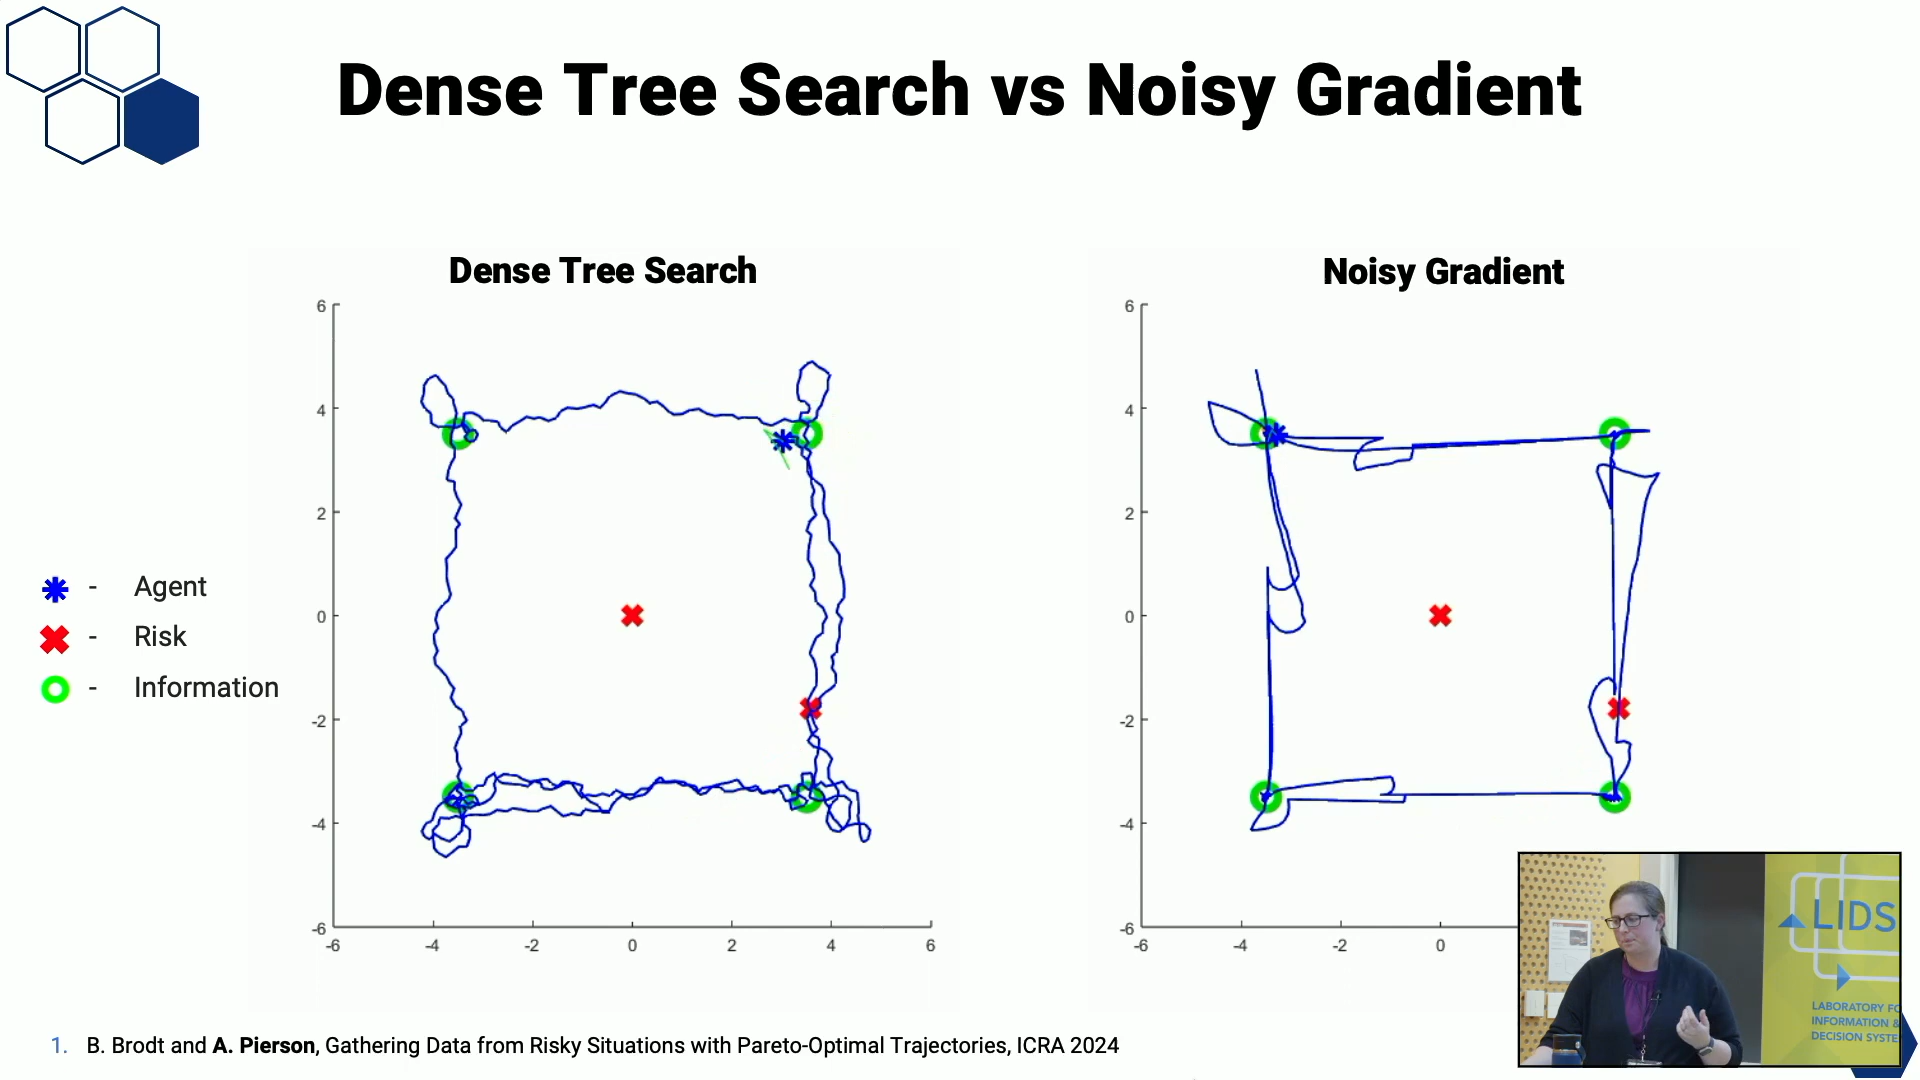 Dense Tree Search vs Noisy Gradient
Dense Tree Search
Noisy Gradient
6
4
2
0
-2
-4
-6
-6
-4
-2
0
2
4
6
6
4
2
0
-2
-4
-6
-6
-4
-2
0
- Agent
- Risk
- Information
LIDS
LABORATORY FO
INFORMATION &
DECISION SYSTE
1. B. Brodt and A. Pierson, Gathering Data from Risky Situations with Pareto-Optimal Trajectories, ICRA 2024